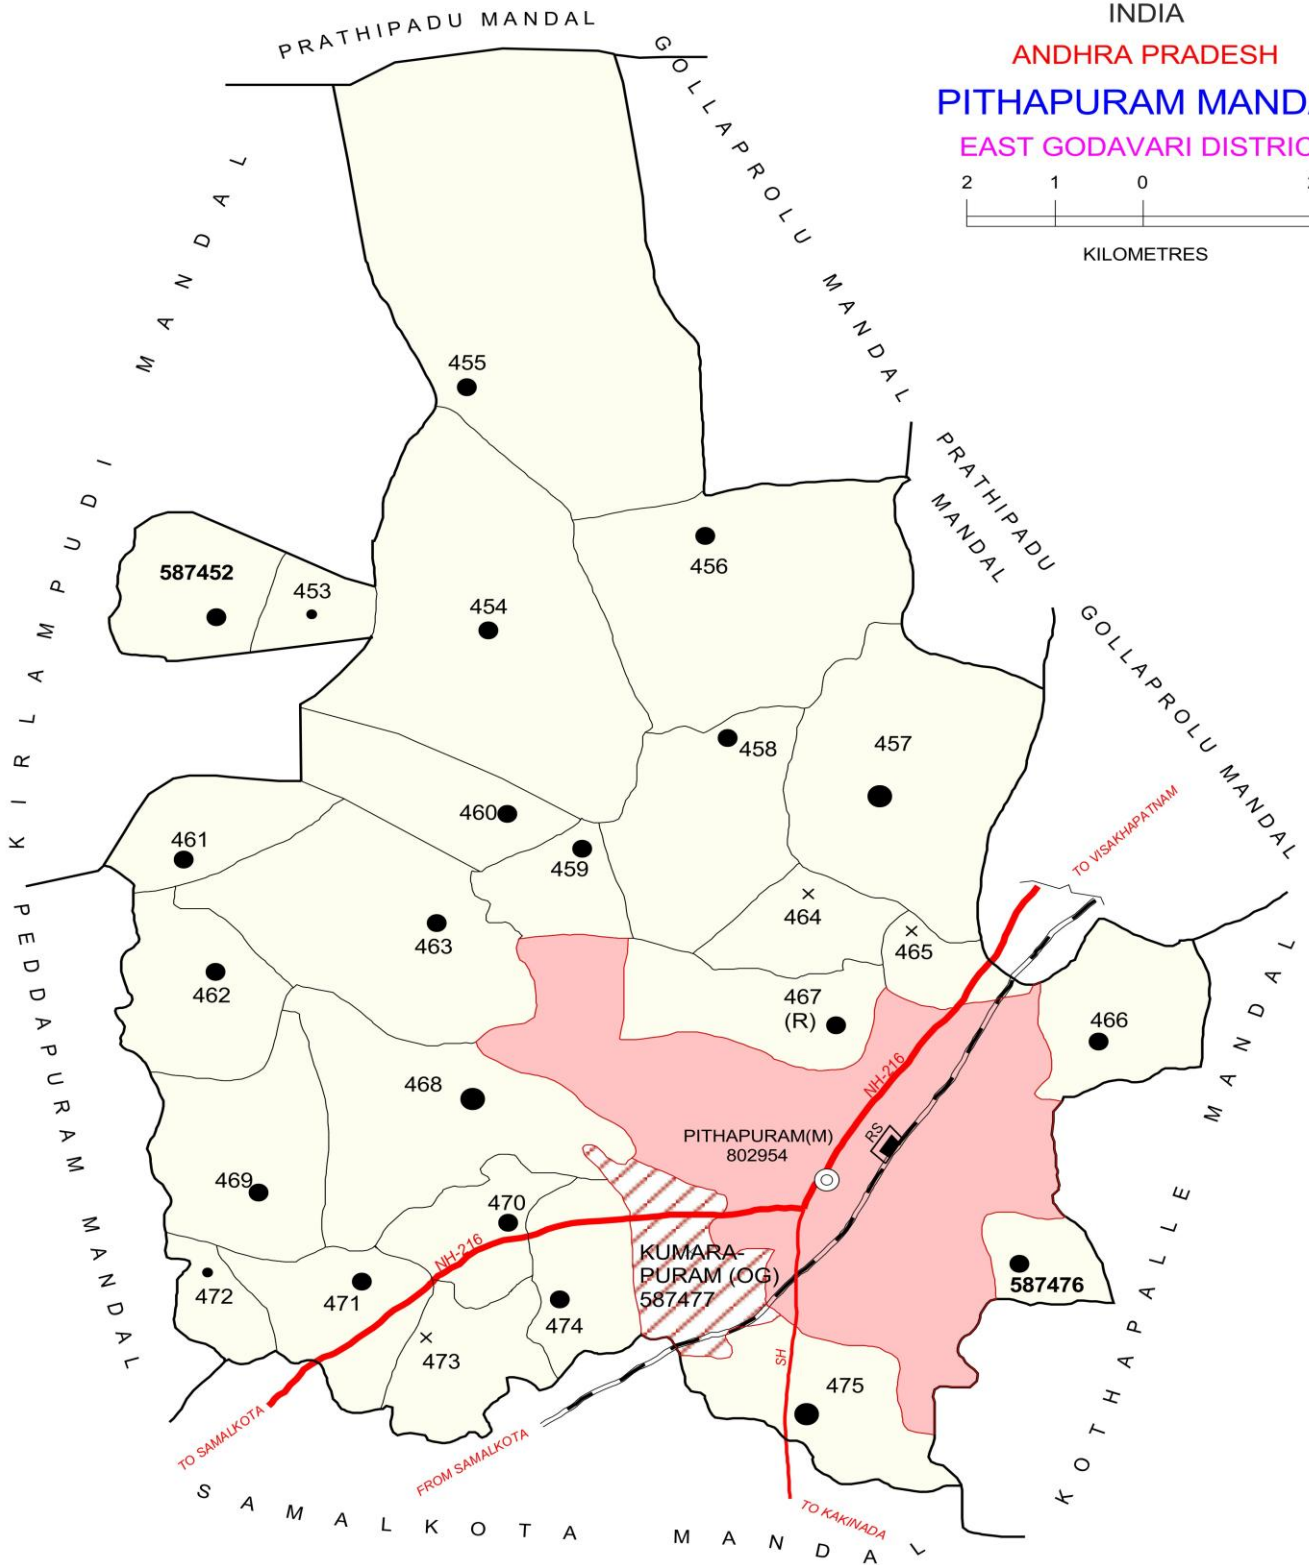 INDIA
ANDHRA PRADESH
PITHAPURAM MANDA
EAST GODAVARI DISTRIC
2 1 0
KILOMETRES
PRATHIPADU MANDAL
GOLLAPROLU MANDAL
PRATHIPADU
MANDAL
GOLLAPROLU MANDAL
KIRLAMPUDI MANDAL
PEDDAPURAM MANDAL
SAMALKOTA MANDAL
KOTHAPALLE MANDAL
455
456
587452
453
454
457
458
460
459
461
463
464
465
462
467
(R)
466
468
469
470
471
472
473
474
475
587476
PITHAPURAM(M)
802954
KUMARA-
PURAM (OG)
587477
NH-216
NH-216
RS
SH
TO VISAKHAPATNAM
TO SAMALKOTA
FROM SAMALKOTA
TO KAKINADA